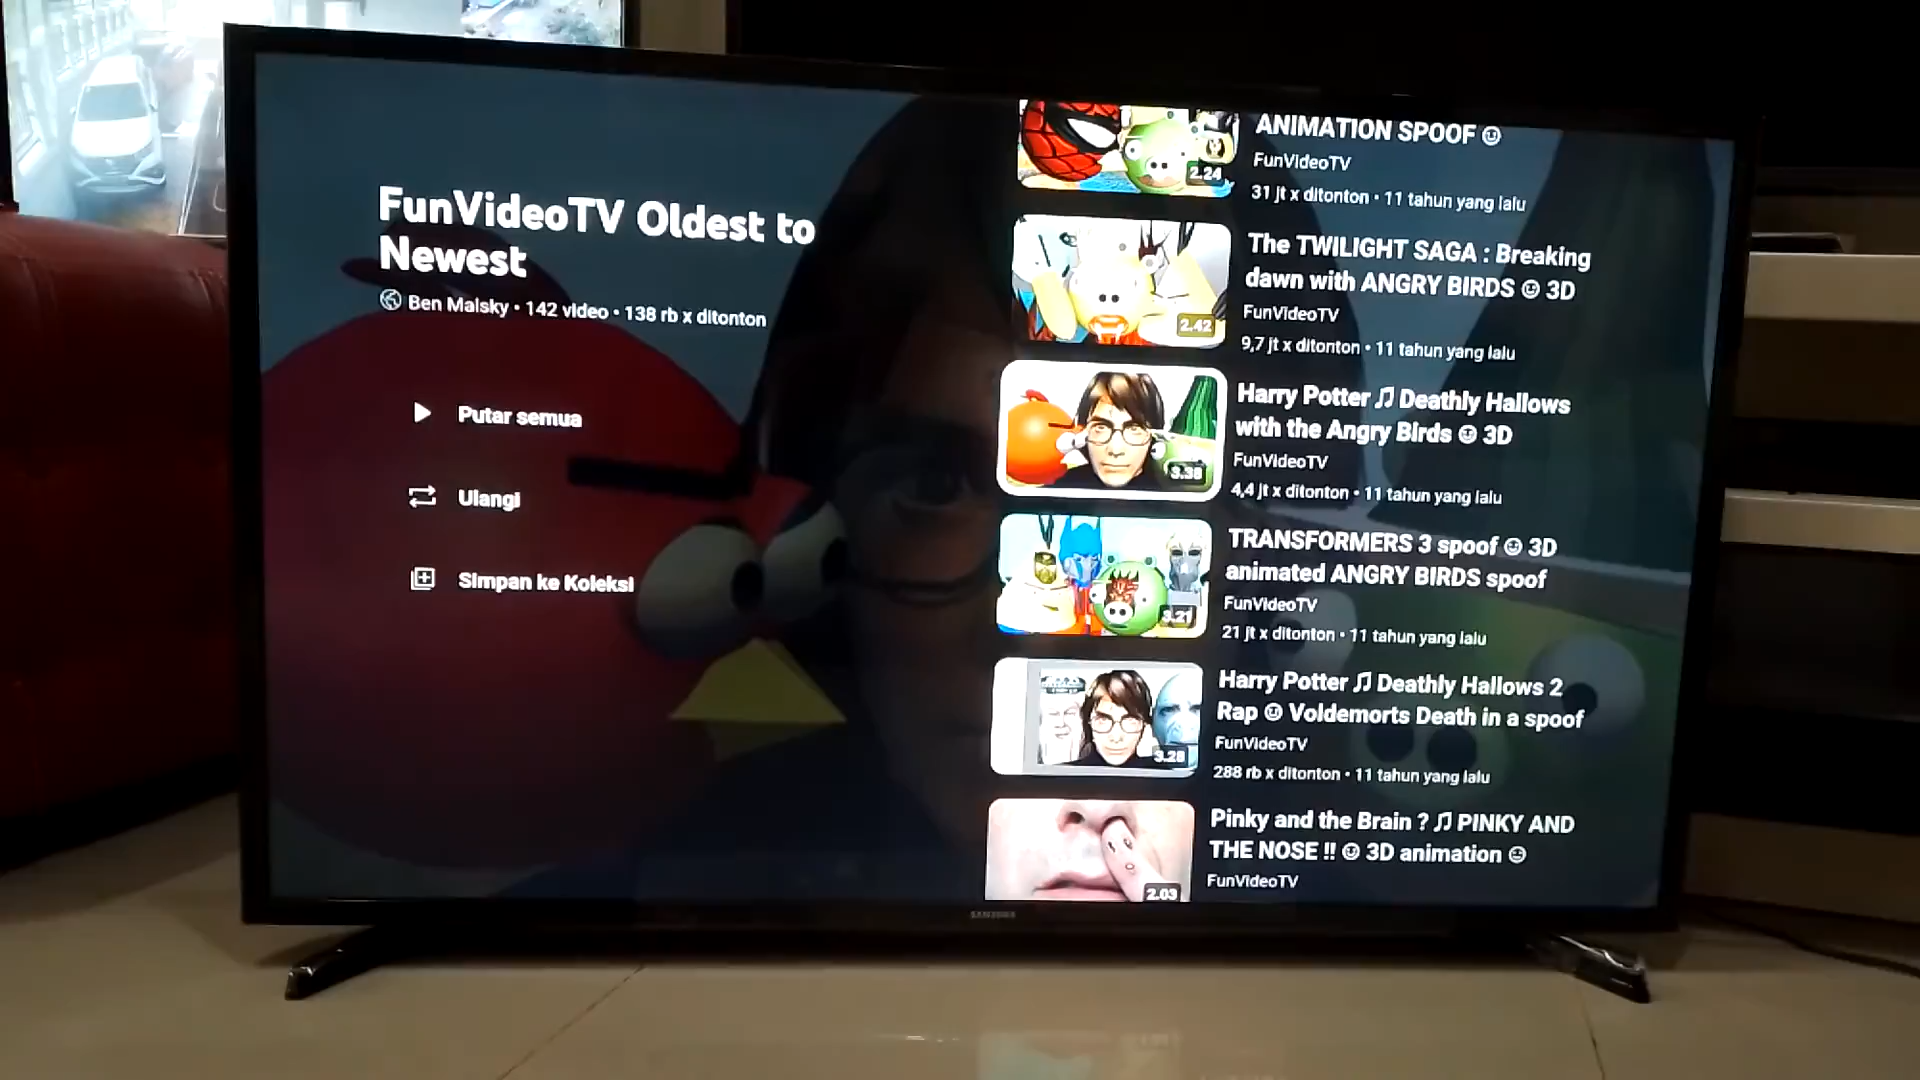 FunVideoTV Oldest to
Newest
Ben Malsky • 142 video • 138 rb x ditonton
Putar semua
Ulangi
Simpan ke Koleksi
ANIMATION SPOOF ☺
FunVideoTV
31 jt x ditonton • 11 tahun yang lalu
2.24
The TWILIGHT SAGA : Breaking
dawn with ANGRY BIRDS ☺ 3D
FunVideoTV
9,7 jt x ditonton • 11 tahun yang lalu
2.42
Harry Potter ♫ Deathly Hallows
with the Angry Birds ☺ 3D
FunVideoTV
4,4 jt x ditonton • 11 tahun yang lalu
3.38
TRANSFORMERS 3 spoof ☺ 3D
animated ANGRY BIRDS spoof
FunVideoTV
21 jt x ditonton • 11 tahun yang lalu
3.21
Harry Potter ♫ Deathly Hallows 2
Rap ☺ Voldemorts Death in a spoof
FunVideoTV
288 rb x ditonton • 11 tahun yang lalu
3.28
Pinky and the Brain ? ♫ PINKY AND
THE NOSE !! ☺ 3D animation ☺
FunVideoTV
2.03
SAMSUNG